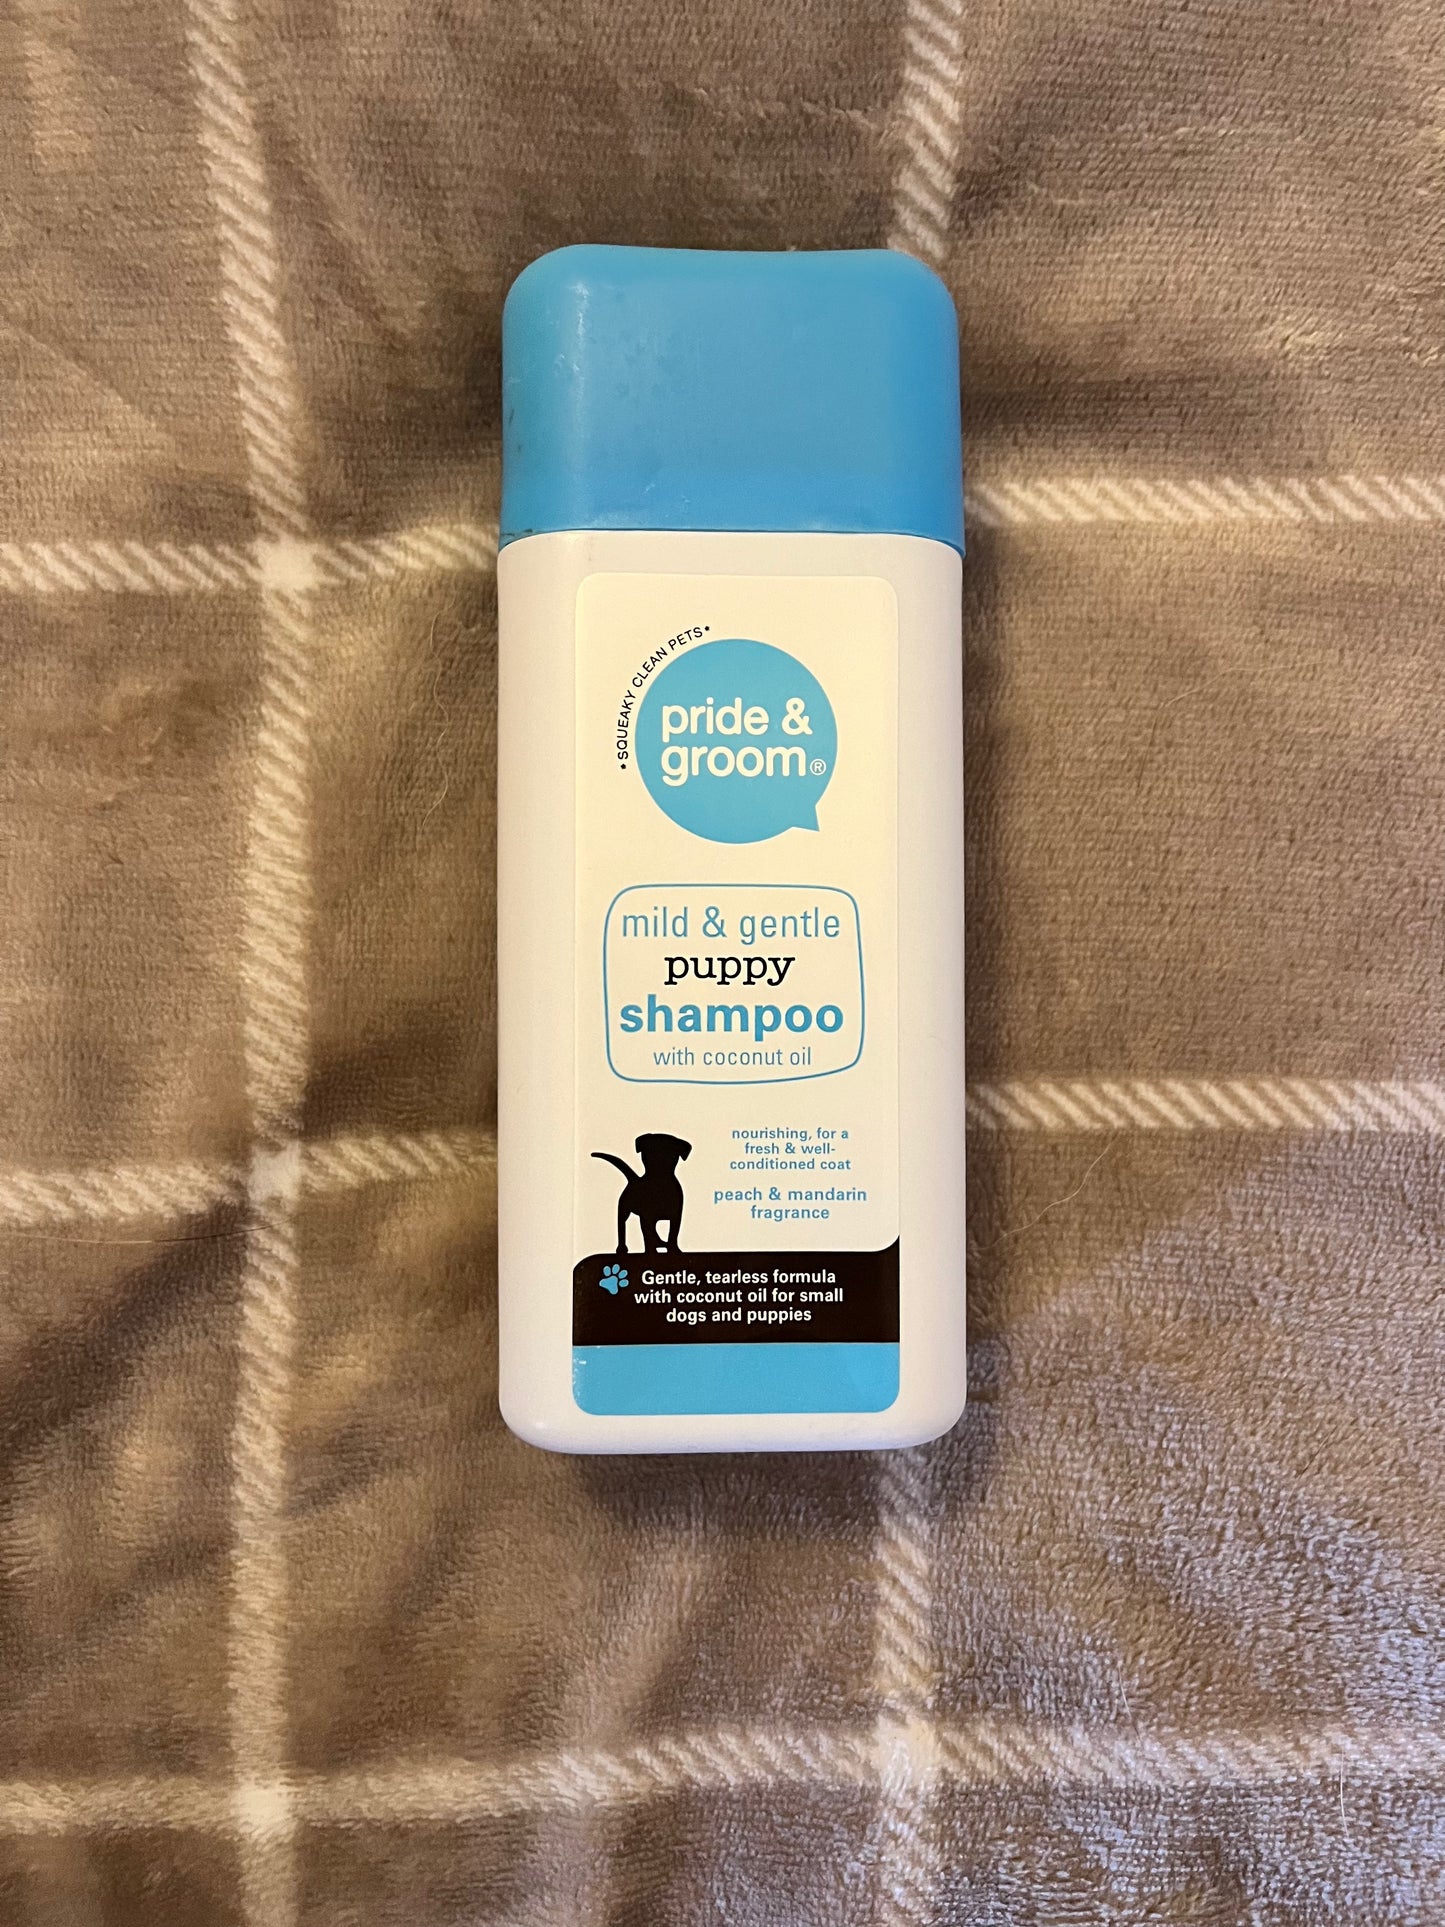 * SQUEAKY CLEAN PETS *
pride &
groom®
mild & gentle
puppy
shampoo
with coconut oil
nourishing, for a
fresh & well-
conditioned coat
peach & mandarin
fragrance
Gentle, tearless formula
with coconut oil for small
dogs and puppies